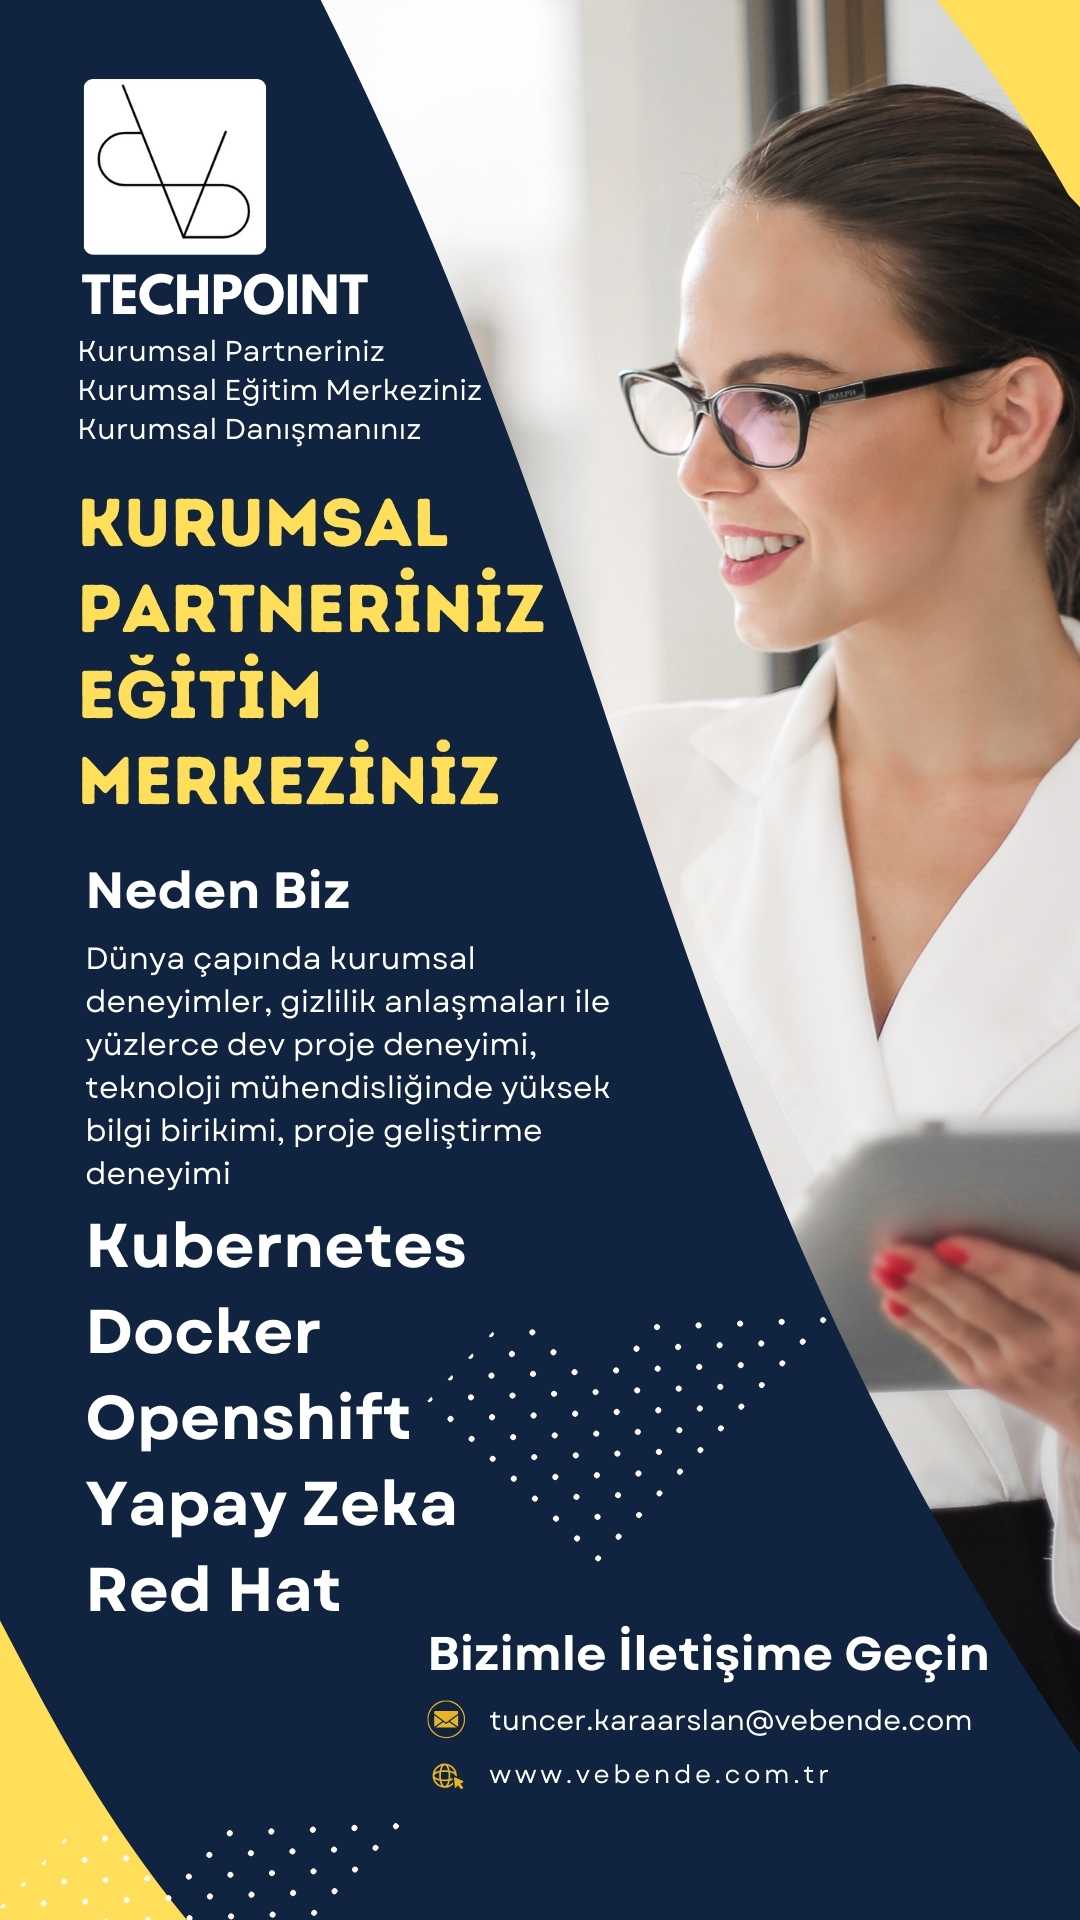 TECHPOINT
Kurumsal Partneriniz
Kurumsal Eğitim Merkeziniz
Kurumsal Danışmanınız
KURUMSAL
PARTNERİNİZ
EĞİTİM
MERKEZİNİZ
Neden Biz
Dünya çapında kurumsal
deneyimler, gizlilik anlaşmaları ile
yüzlerce dev proje deneyimi,
teknoloji mühendisliğinde yüksek
bilgi birikimi, proje geliştirme
deneyimi
Kubernetes
Docker
Openshift
Yapay Zeka
Red Hat
Bizimle İletişime Geçin
tuncer.karaarslan@vebende.com
www.vebende.com.tr